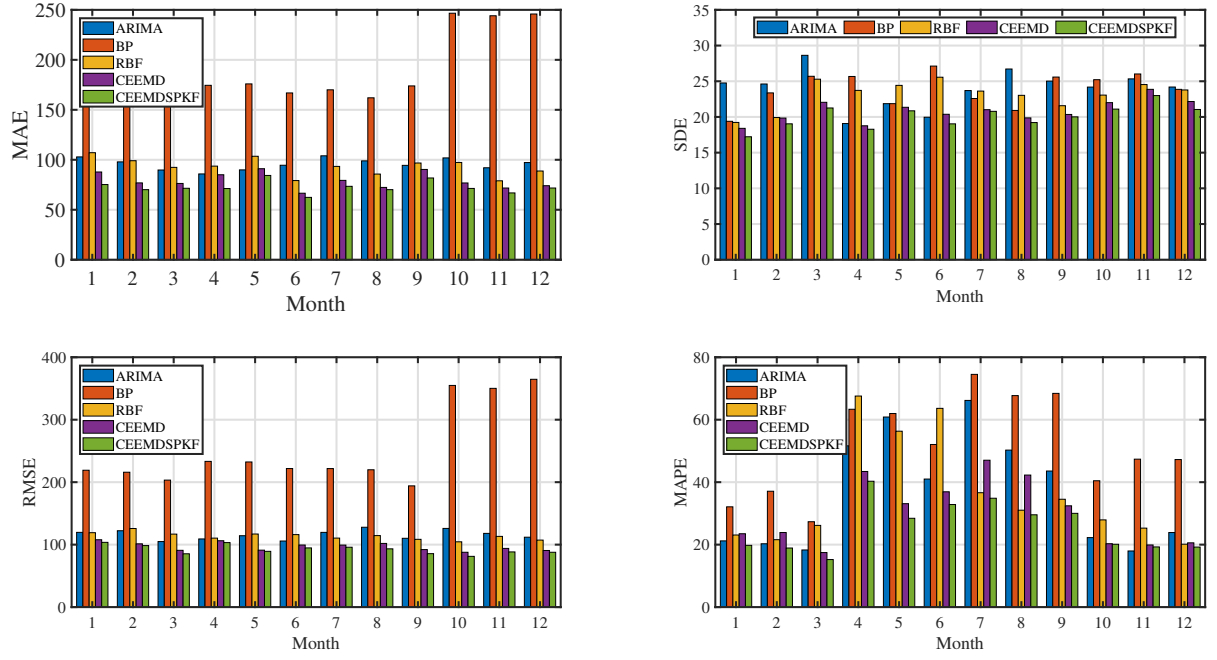 250
200
150
100
50
0
MAE
ARIMA
BP
RBF
CEEMD
CEEMDSPKF
1 2 3 4 5 6 7 8 9 10 11 12
Month
35
30
25
20
15
10
5
0
SDE
ARIMA BP RBF CEEMD CEEMDSPKF
1 2 3 4 5 6 7 8 9 10 11 12
Month
400
300
200
100
0
RMSE
ARIMA
BP
RBF
CEEMD
CEEMDSPKF
1 2 3 4 5 6 7 8 9 10 11 12
Month
80
60
40
20
0
MAPE
ARIMA
BP
RBF
CEEMD
CEEMDSPKF
1 2 3 4 5 6 7 8 9 10 11 12
Month